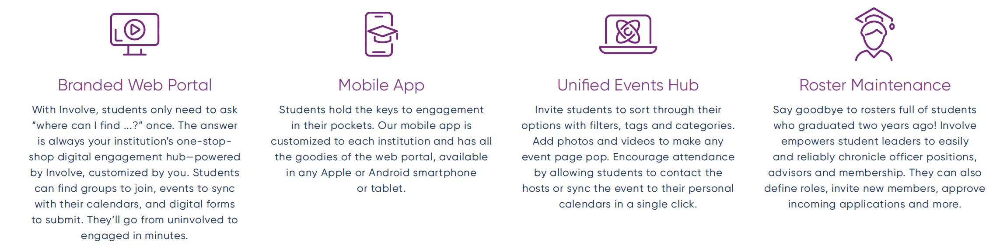 Branded Web Portal
With Involve, students only need to ask
“where can I find ...?” once. The answer
is always your institution’s one-stop-
shop digital engagement hub—powered
by Involve, customized by you. Students
can find groups to join, events to sync
with their calendars, and digital forms
to submit. They’ll go from uninvolved to
engaged in minutes.
Mobile App
Students hold the keys to engagement
in their pockets. Our mobile app is
customized to each institution and has all
the goodies of the web portal, available
in any Apple or Android smartphone
or tablet.
Unified Events Hub
Invite students to sort through their
options with filters, tags and categories.
Add photos and videos to make any
event page pop. Encourage attendance
by allowing students to contact the
hosts or sync the event to their personal
calendars in a single click.
Roster Maintenance
Say goodbye to rosters full of students
who graduated two years ago! Involve
empowers student leaders to easily
and reliably chronicle officer positions,
advisors and membership. They can also
define roles, invite new members, approve
incoming applications and more.